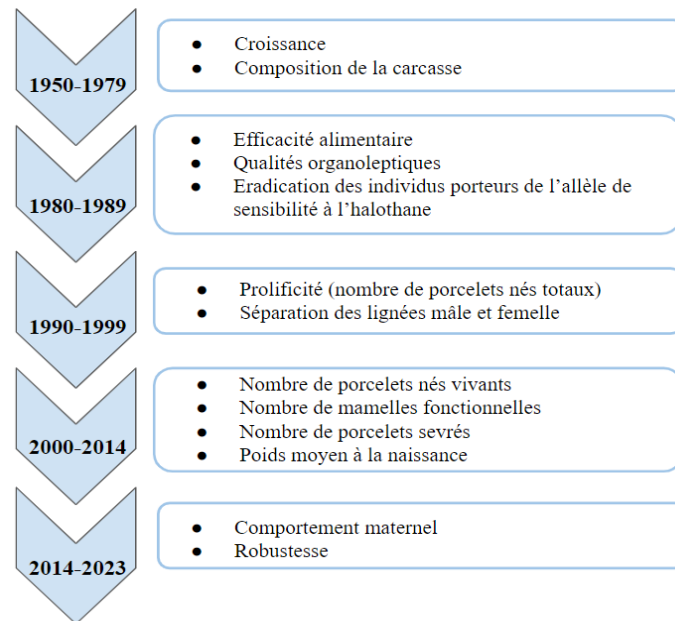 1950-1979
● Croissance
● Composition de la carcasse
1980-1989
● Efficacité alimentaire
● Qualités organoleptiques
● Eradication des individus porteurs de l’allèle de
sensibilité à l’halothane
1990-1999
● Prolificité (nombre de porcelets nés totaux)
● Séparation des lignées mâle et femelle
2000-2014
● Nombre de porcelets nés vivants
● Nombre de mamelles fonctionnelles
● Nombre de porcelets sevrés
● Poids moyen à la naissance
2014-2023
● Comportement maternel
● Robustesse